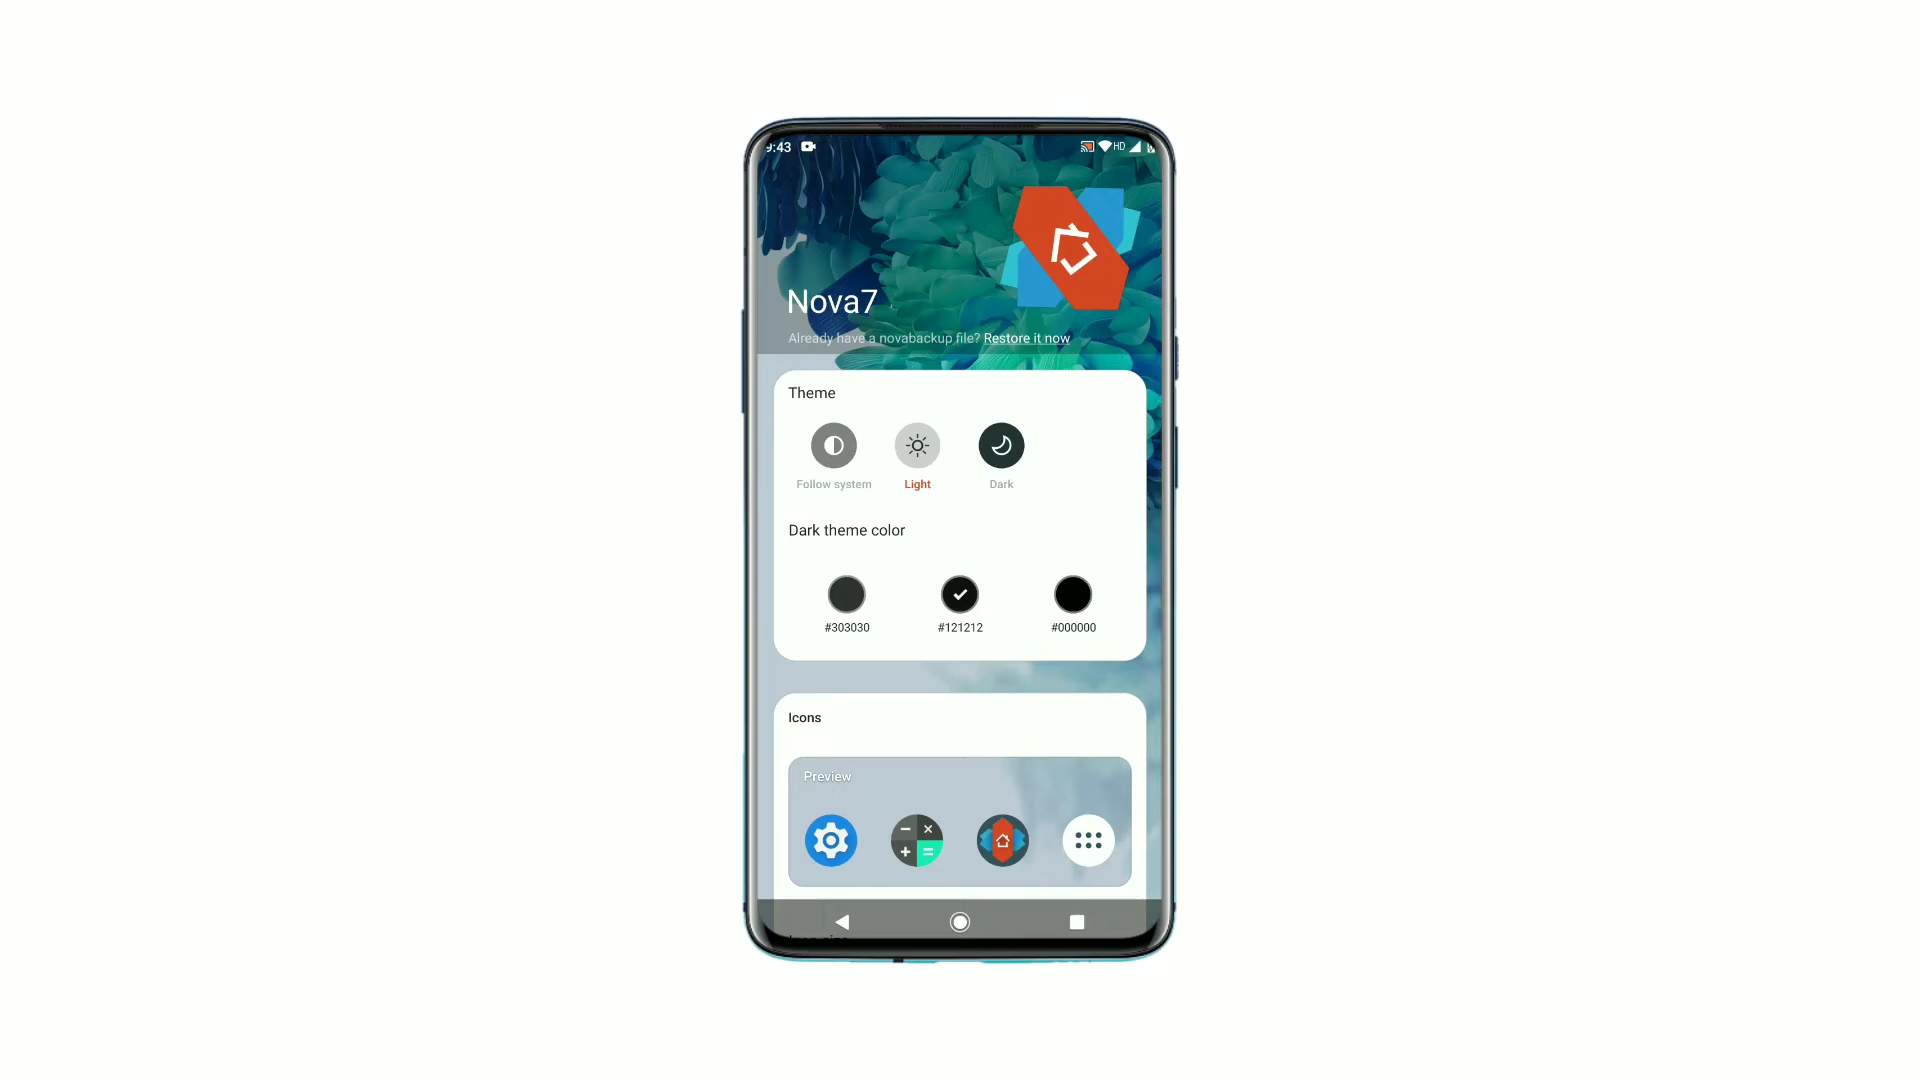 9:43 HD
Nova7
Already have a novabackup file? Restore it now
Theme
Follow system Light Dark
Dark theme color
#303030 #121212 #000000
Icons
Preview